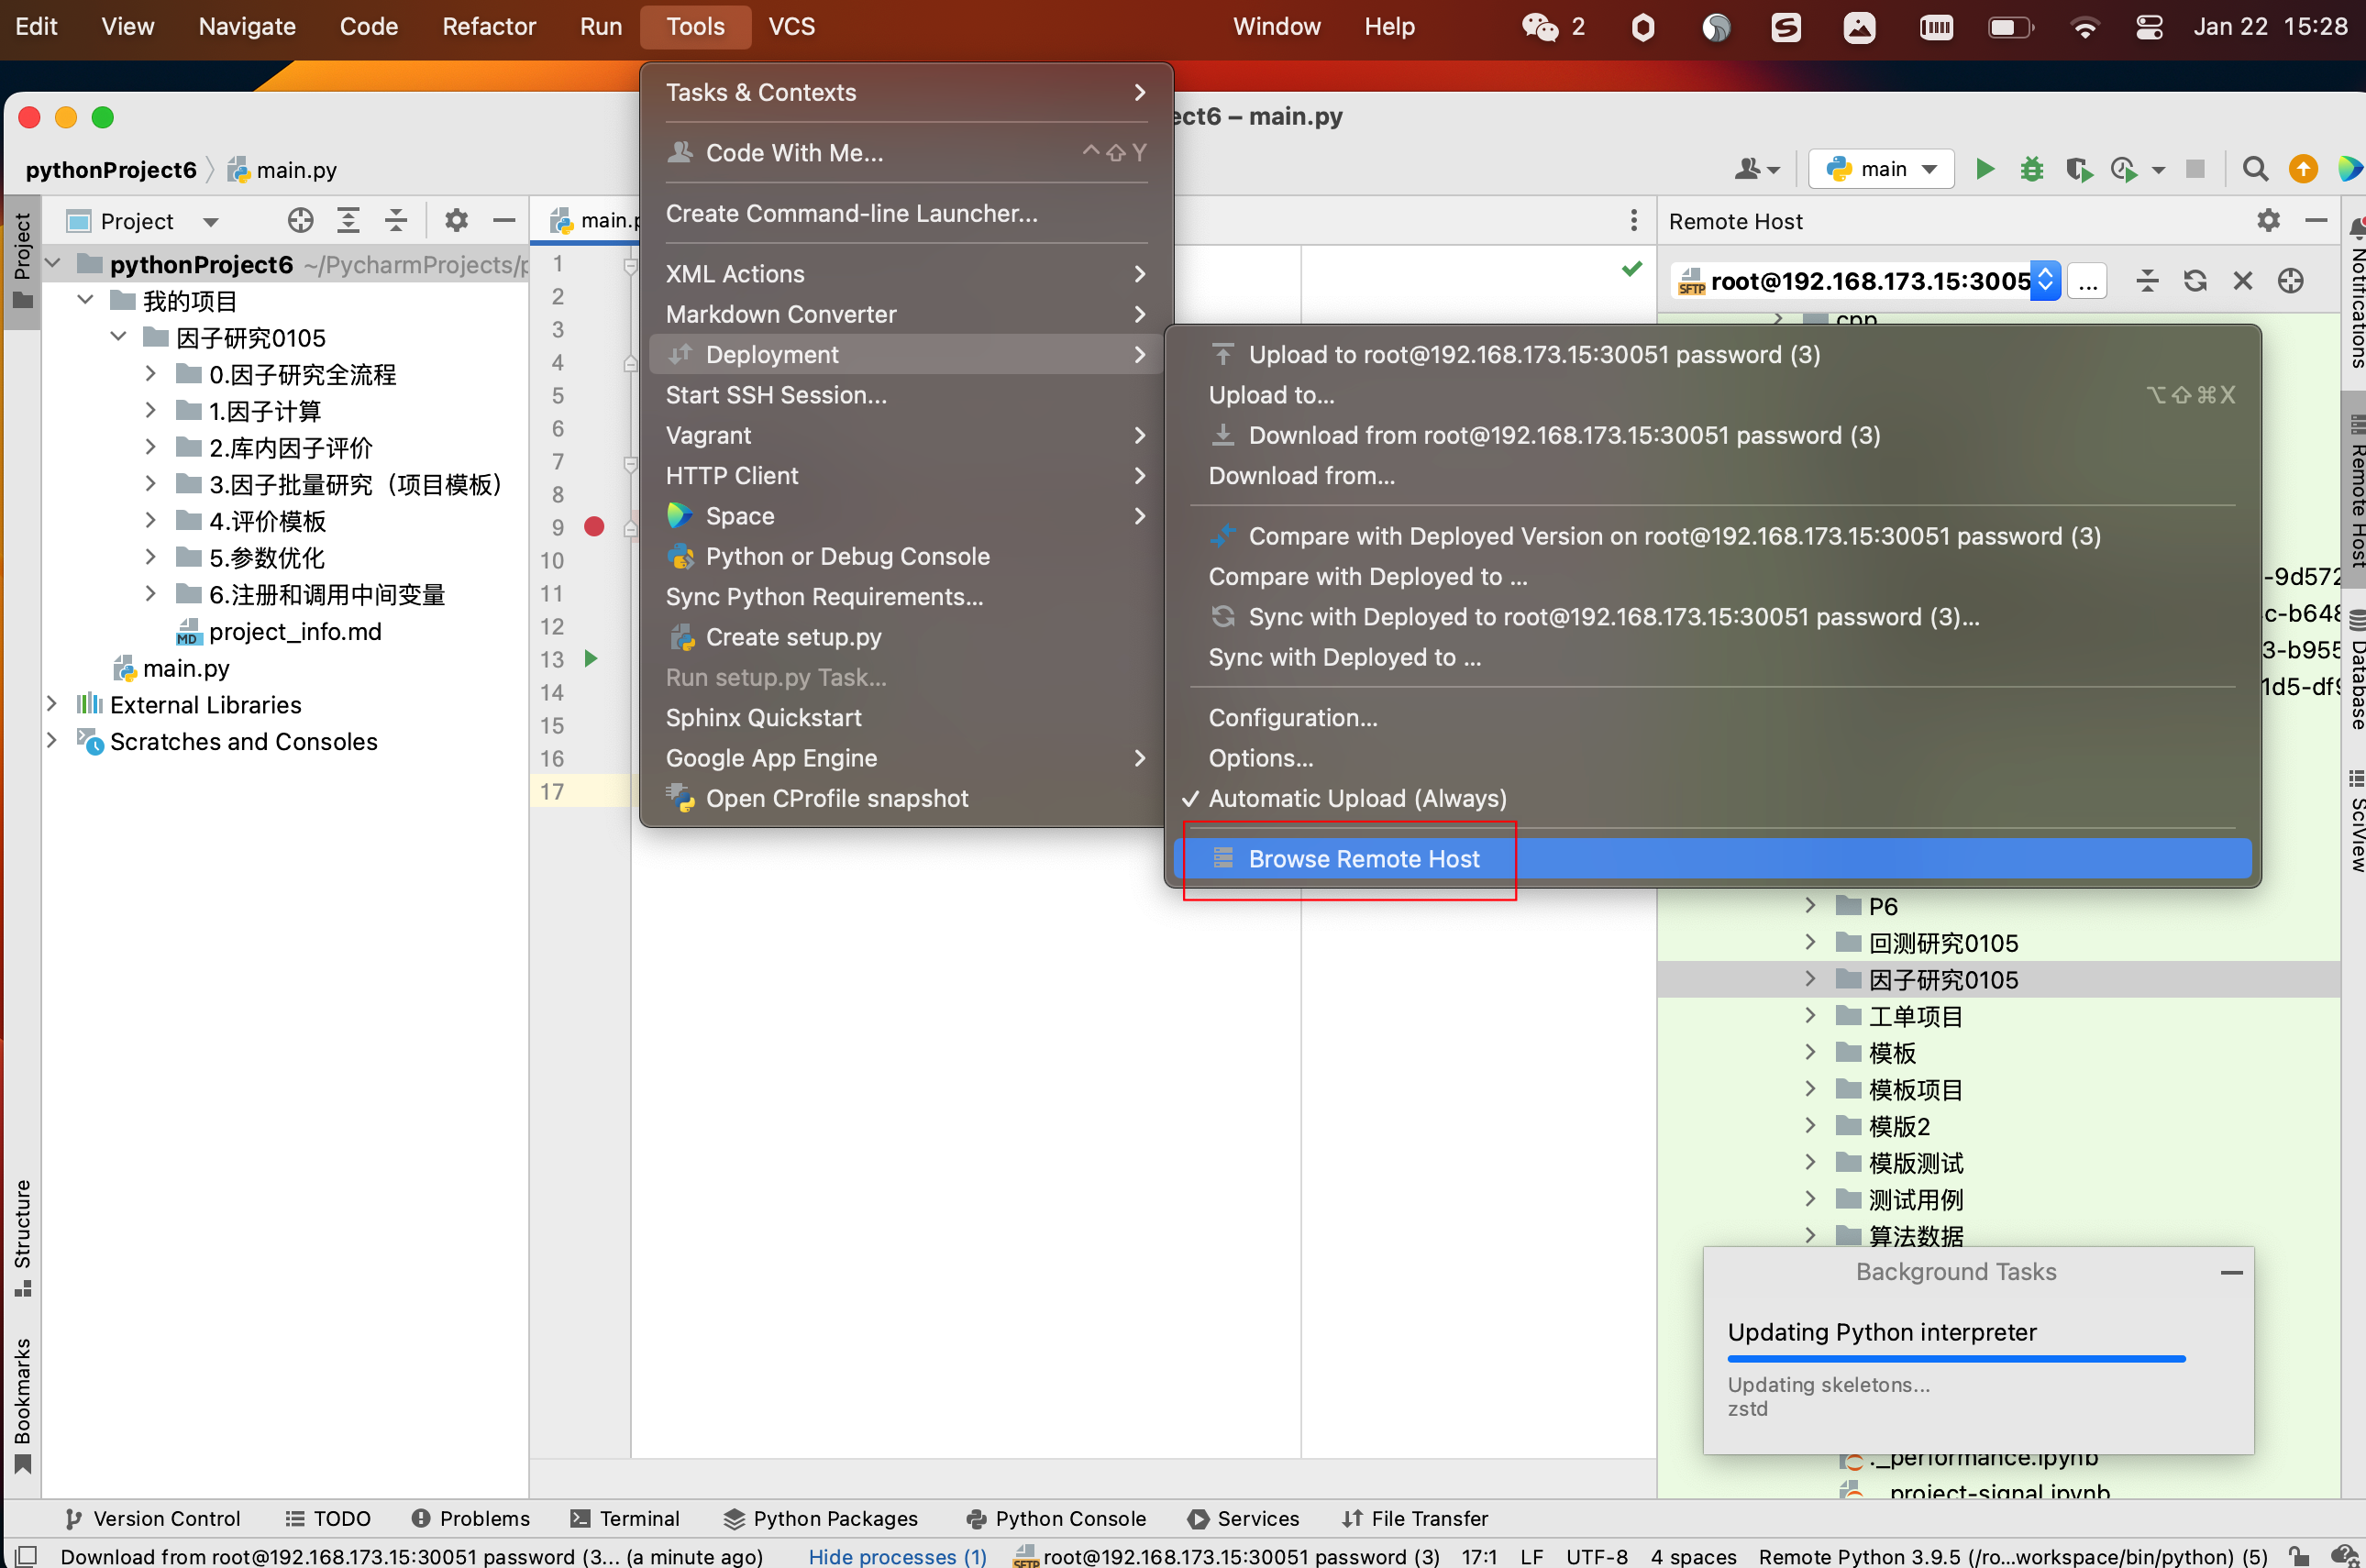 Edit View Navigate Code Refactor Run Tools VCS Window Help 2 Jan 22 15:28
main.py
pythonProject6 main.py
main
Project
pythonProject6 ~/PycharmProjects/
我的项目
因子研究0105
0.因子研究全流程
1.因子计算
2.库内因子评价
3.因子批量研究（项目模板）
4.评价模板
5.参数优化
6.注册和调用中间变量
MD project_info.md
main.py
External Libraries
Scratches and Consoles
Project
Structure
Bookmarks
main.
1
2
3
4
5
6
7
8
9
10
11
12
13
14
15
16
17
Tasks & Contexts
Code With Me... ^⇧Y
Create Command-line Launcher...
XML Actions
Markdown Converter
Deployment
Start SSH Session...
Vagrant
HTTP Client
Space
Python or Debug Console
Sync Python Requirements...
Create setup.py
Run setup.py Task...
Sphinx Quickstart
Google App Engine
Open CProfile snapshot
Upload to root@192.168.173.15:30051 password (3)
Upload to... ⌥⇧⌘X
Download from root@192.168.173.15:30051 password (3)
Download from...
Compare with Deployed Version on root@192.168.173.15:30051 password (3)
Compare with Deployed to ...
Sync with Deployed to root@192.168.173.15:30051 password (3)...
Sync with Deployed to ...
Configuration...
Options...
Automatic Upload (Always)
Browse Remote Host
Remote Host
SFTP root@192.168.173.15:3005 ...
cpp
-9d572
c-b648
3-b955
1d5-df9
P6
回测研究0105
因子研究0105
工单项目
模板
模板项目
模版2
模版测试
测试用例
算法数据
Background Tasks
Updating Python interpreter
Updating skeletons...
zstd
._performance.ipynb
project-signal.ipynb
Notifications
Remote Host
Database
SciView
Version Control TODO Problems Terminal Python Packages Python Console Services File Transfer
Download from root@192.168.173.15:30051 password (3... (a minute ago) Hide processes (1) SFTP root@192.168.173.15:30051 password (3) 17:1 LF UTF-8 4 spaces Remote Python 3.9.5 (/ro...workspace/bin/python) (5)